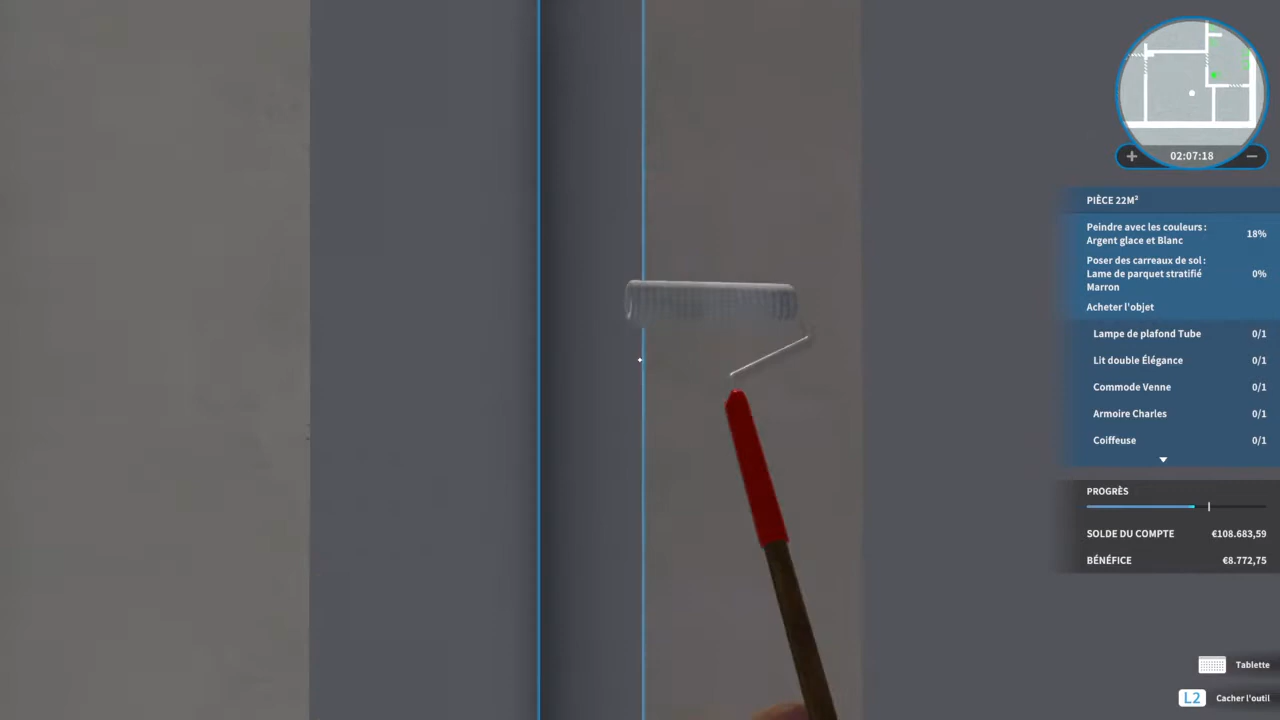 02:07:18
PIÈCE 22M²
Peindre avec les couleurs :
Argent glace et Blanc
18%
Poser des carreaux de sol :
Lame de parquet stratifié
Marron
0%
Acheter l'objet
Lampe de plafond Tube 0/1
Lit double Élégance 0/1
Commode Venne 0/1
Armoire Charles 0/1
Coiffeuse 0/1
PROGRÈS
SOLDE DU COMPTE €108.683,59
BÉNÉFICE €8.772,75
Tablette
L2 Cacher l'outil